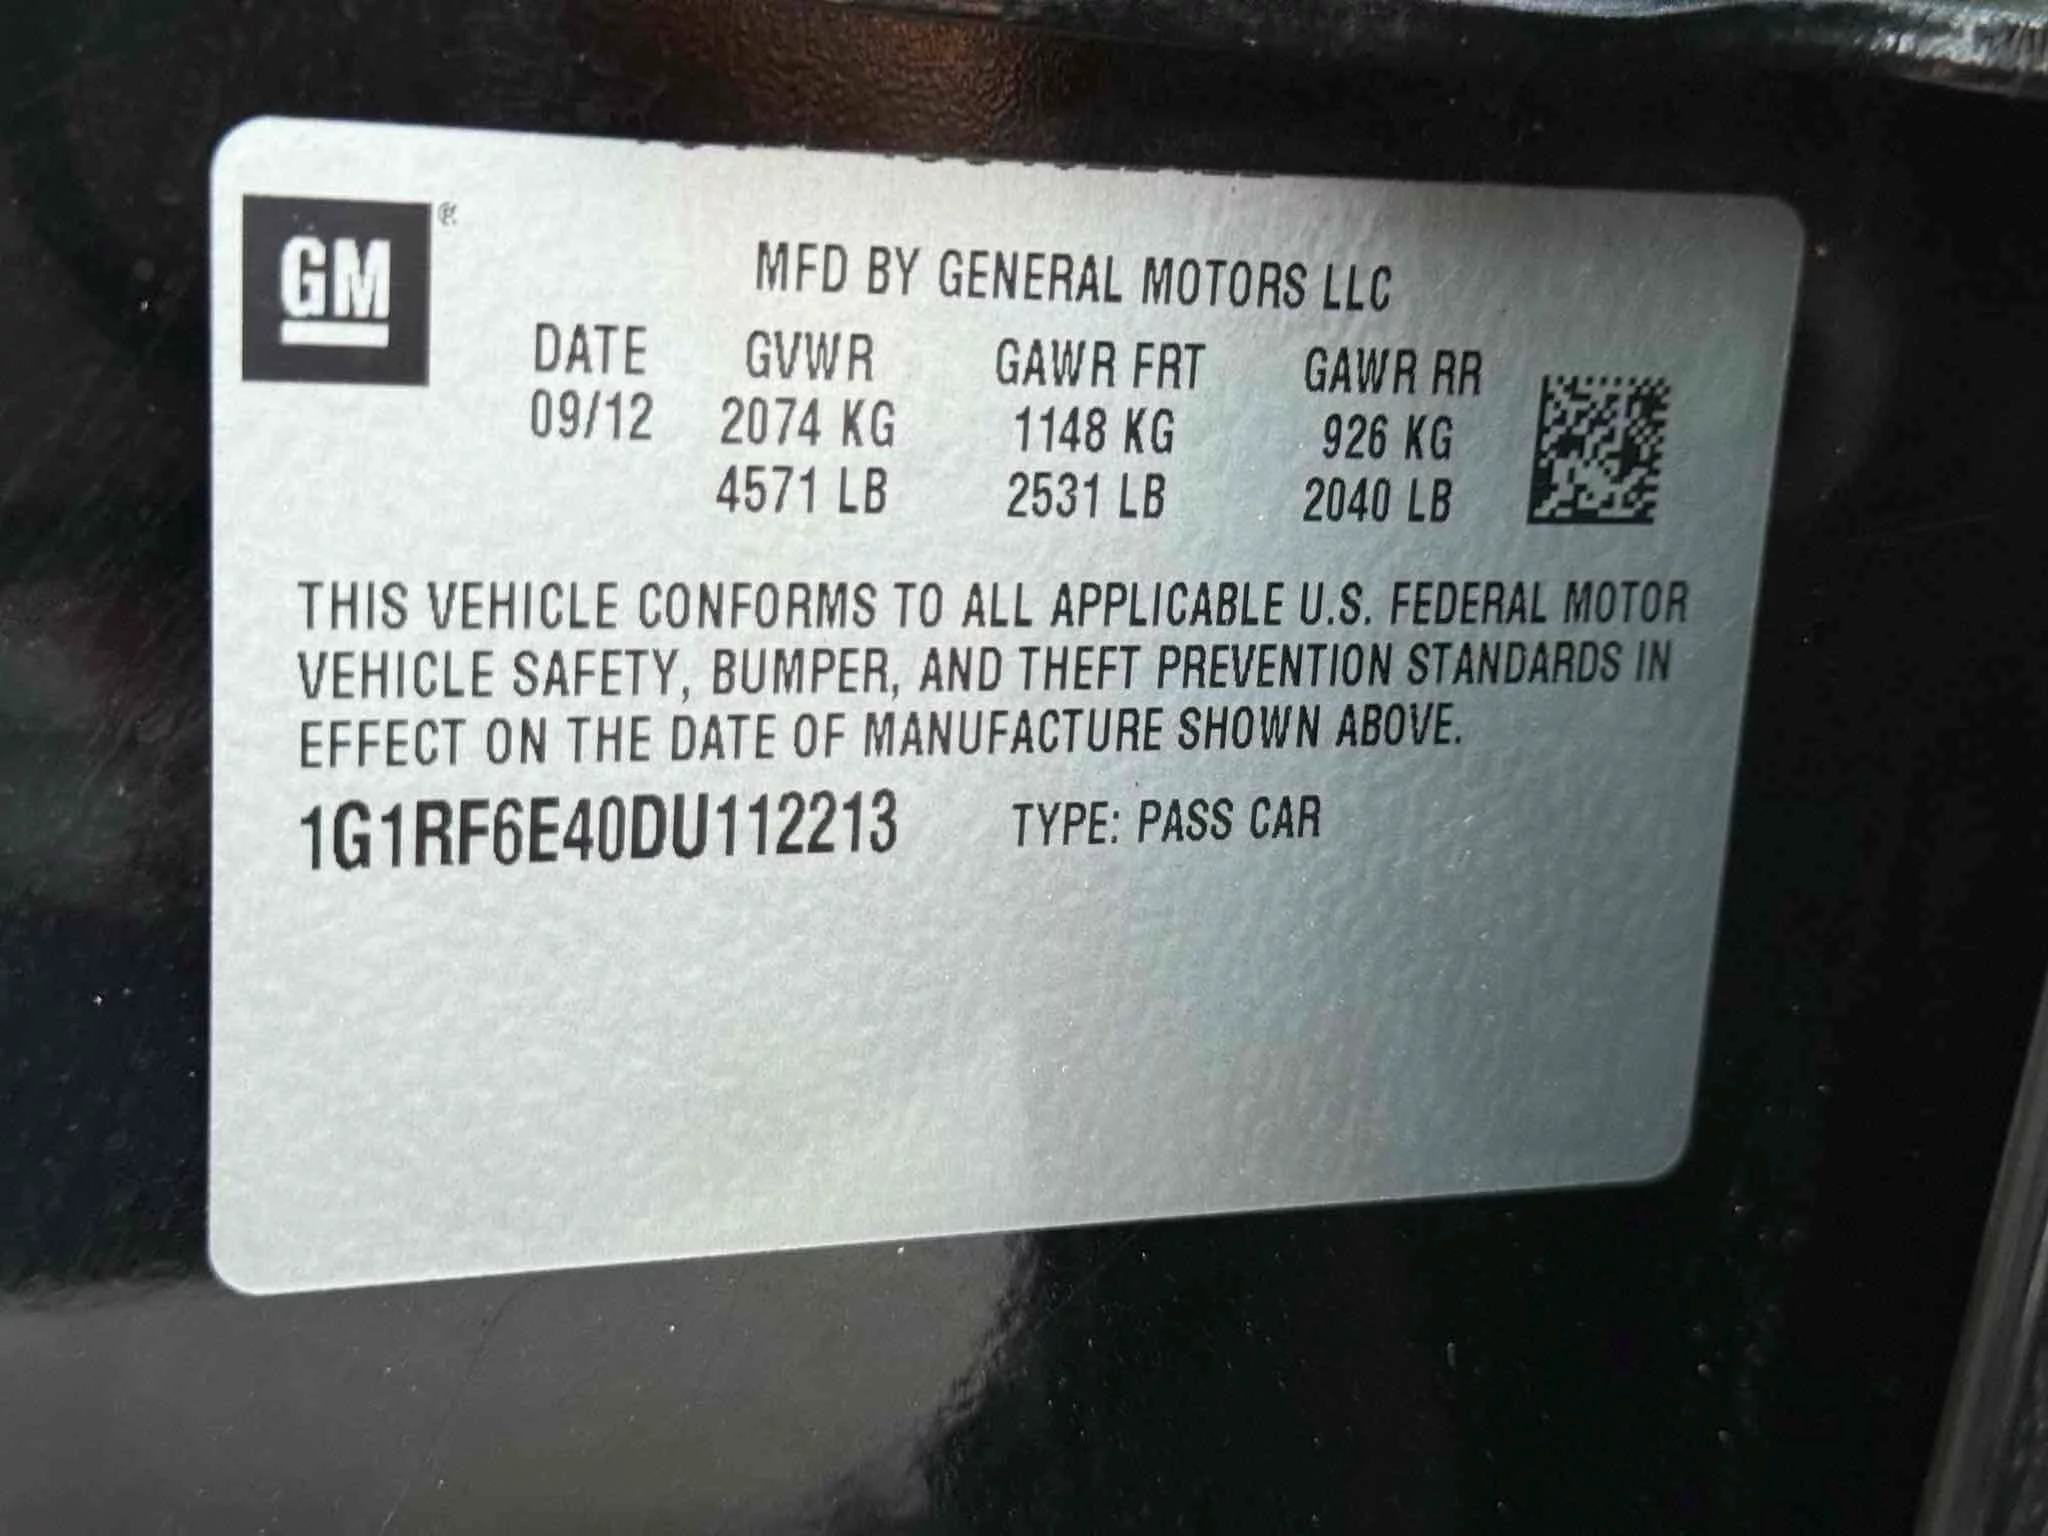 GM ®
MFD BY GENERAL MOTORS LLC
DATE GVWR GAWR FRT GAWR RR
09/12 2074 KG 1148 KG 926 KG
4571 LB 2531 LB 2040 LB
THIS VEHICLE CONFORMS TO ALL APPLICABLE U.S. FEDERAL MOTOR
VEHICLE SAFETY, BUMPER, AND THEFT PREVENTION STANDARDS IN
EFFECT ON THE DATE OF MANUFACTURE SHOWN ABOVE.
1G1RF6E40DU112213 TYPE: PASS CAR